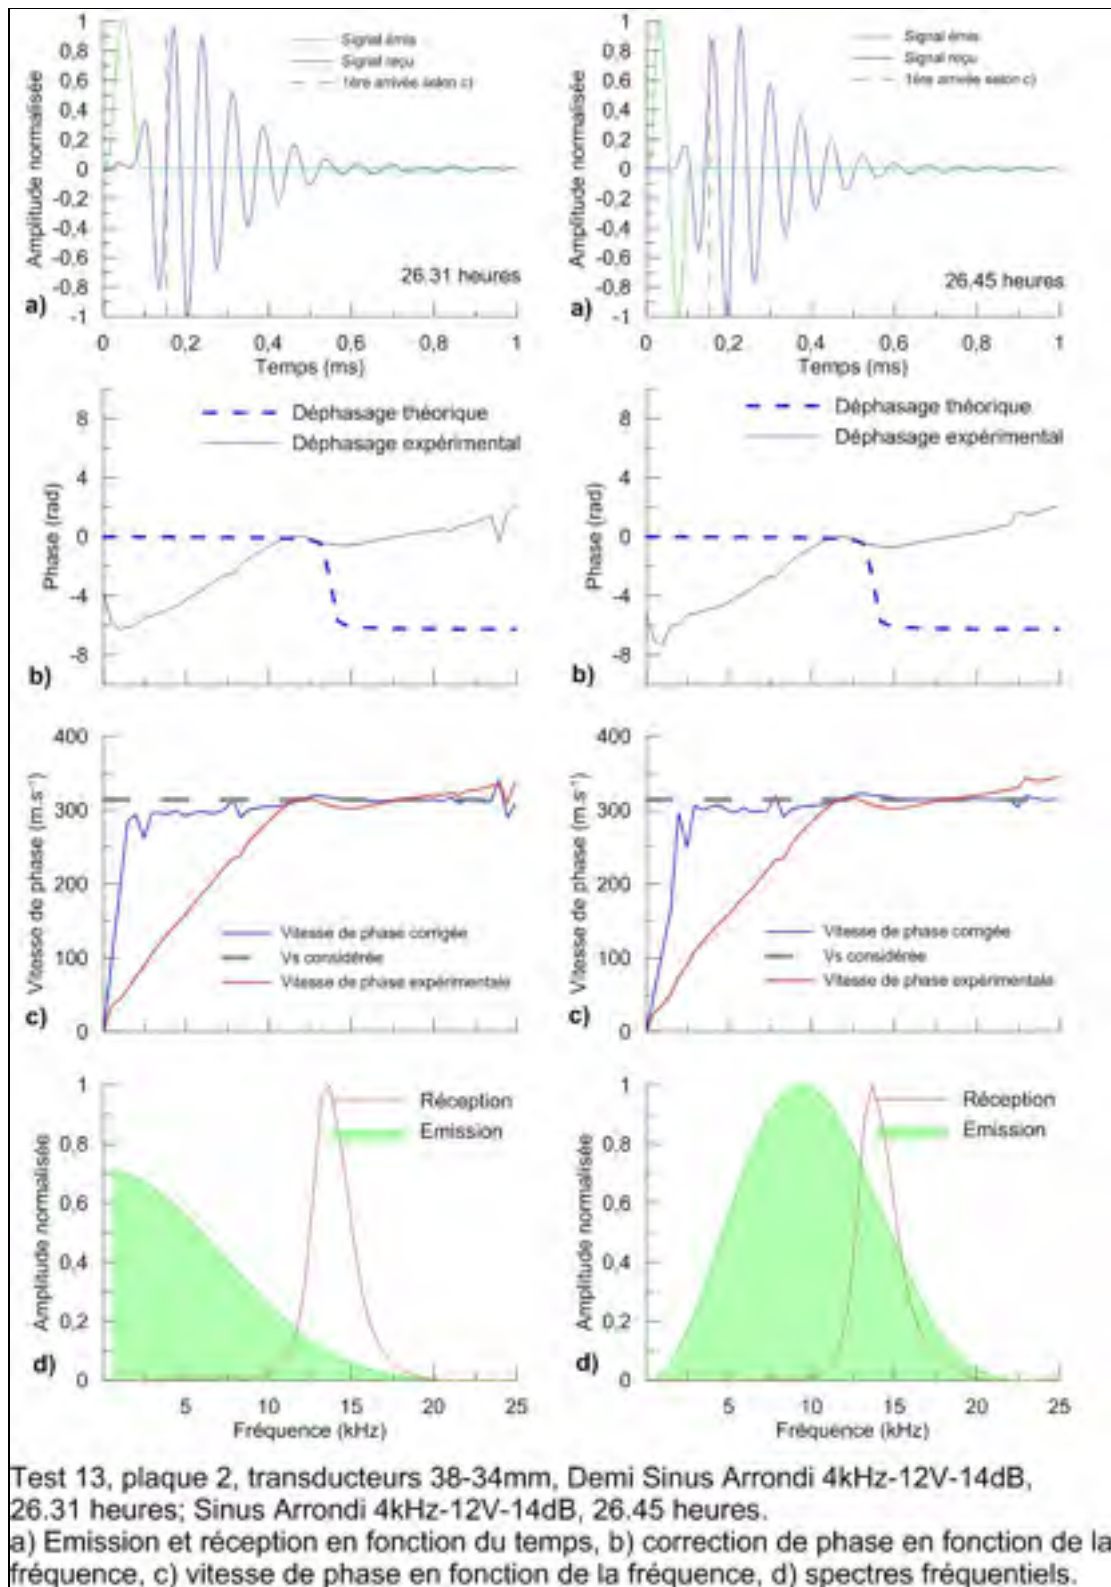 Amplitude normalisée
1
0,8
0,6
0,4
0,2
0
-0,2
-0,4
-0,6
-0,8
-1
Signal émis
Signal reçu
1ère arrivée selon c)
26.31 heures
a)
0
0,2
0,4
0,6
0,8
1
Temps (ms)
Amplitude normalisée
1
0,8
0,6
0,4
0,2
0
-0,2
-0,4
-0,6
-0,8
-1
Signal émis
Signal reçu
1ère arrivée selon c)
26.45 heures
a)
0
0,2
0,4
0,6
0,8
1
Temps (ms)
Phase (rad)
8
4
0
-4
-8
Déphasage théorique
Déphasage expérimental
b)
Phase (rad)
8
4
0
-4
-8
Déphasage théorique
Déphasage expérimental
b)
Vitesse de phase (m.s⁻¹)
400
300
200
100
0
Vitesse de phase corrigée
Vs considérée
Vitesse de phase expérimentale
c)
Vitesse de phase (m.s⁻¹)
400
300
200
100
0
Vitesse de phase corrigée
Vs considérée
Vitesse de phase expérimentale
c)
Amplitude normalisée
1
0,8
0,6
0,4
0,2
0
Réception
Emission
d)
5
10
15
20
25
Fréquence (kHz)
Amplitude normalisée
1
0,8
0,6
0,4
0,2
0
Réception
Emission
d)
5
10
15
20
25
Fréquence (kHz)
Test 13, plaque 2, transducteurs 38-34mm, Demi Sinus Arrondi 4kHz-12V-14dB,
26.31 heures; Sinus Arrondi 4kHz-12V-14dB, 26.45 heures.
a) Emission et réception en fonction du temps, b) correction de phase en fonction de la
fréquence, c) vitesse de phase en fonction de la fréquence, d) spectres fréquentiels.